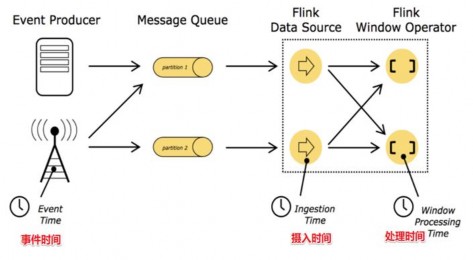 Event Producer
Message Queue
Flink
Data Source
Flink
Window Operator
partition 1
partition 2
Event
Time
事件时间
Ingestion
Time
摄入时间
Window
Processing
Time
处理时间